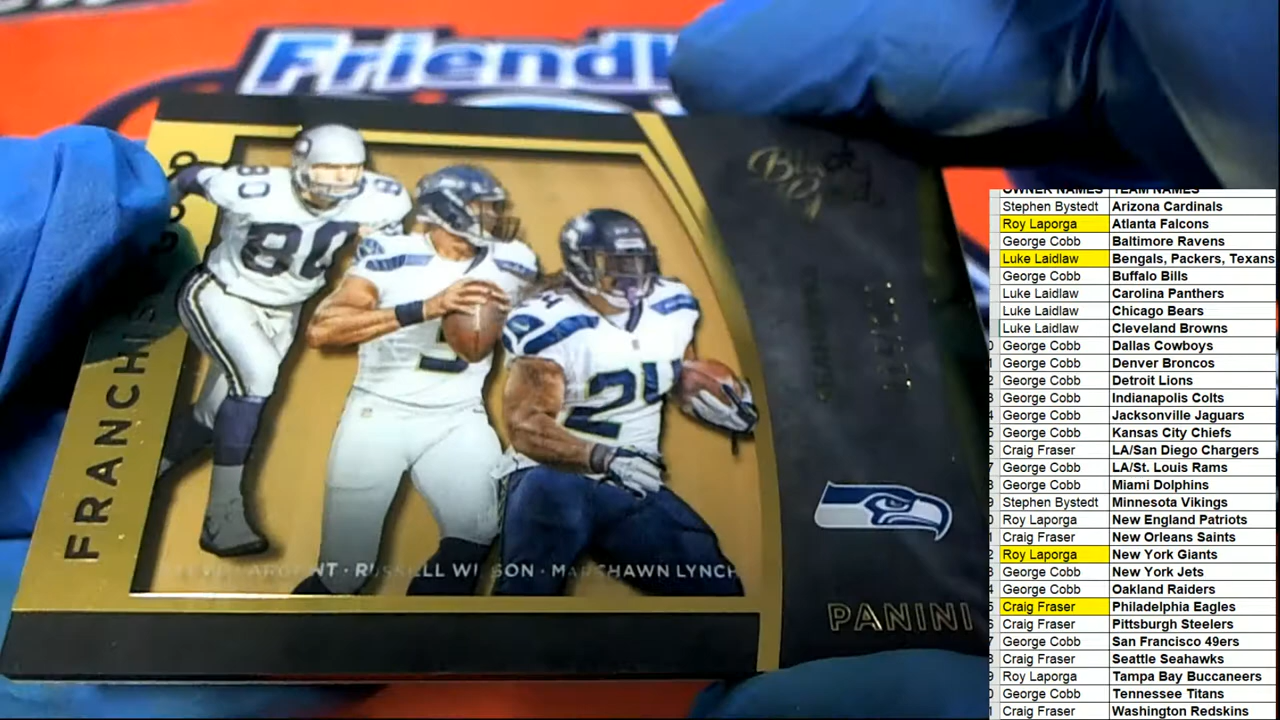 Friendl
80
80
3
24
FRANCHISE GOLD
LARGENT · RUSSELL WILSON · MARSHAWN LYNCH
PANINI
OWNER NAMES TEAM NAMES
Stephen Bystedt Arizona Cardinals
Roy Laporga Atlanta Falcons
George Cobb Baltimore Ravens
Luke Laidlaw Bengals, Packers, Texans
George Cobb Buffalo Bills
Luke Laidlaw Carolina Panthers
Luke Laidlaw Chicago Bears
Luke Laidlaw Cleveland Browns
George Cobb Dallas Cowboys
George Cobb Denver Broncos
George Cobb Detroit Lions
George Cobb Indianapolis Colts
George Cobb Jacksonville Jaguars
George Cobb Kansas City Chiefs
Craig Fraser LA/San Diego Chargers
George Cobb LA/St. Louis Rams
George Cobb Miami Dolphins
Stephen Bystedt Minnesota Vikings
Roy Laporga New England Patriots
Craig Fraser New Orleans Saints
Roy Laporga New York Giants
George Cobb New York Jets
George Cobb Oakland Raiders
Craig Fraser Philadelphia Eagles
Craig Fraser Pittsburgh Steelers
George Cobb San Francisco 49ers
Craig Fraser Seattle Seahawks
Roy Laporga Tampa Bay Buccaneers
George Cobb Tennessee Titans
Craig Fraser Washington Redskins